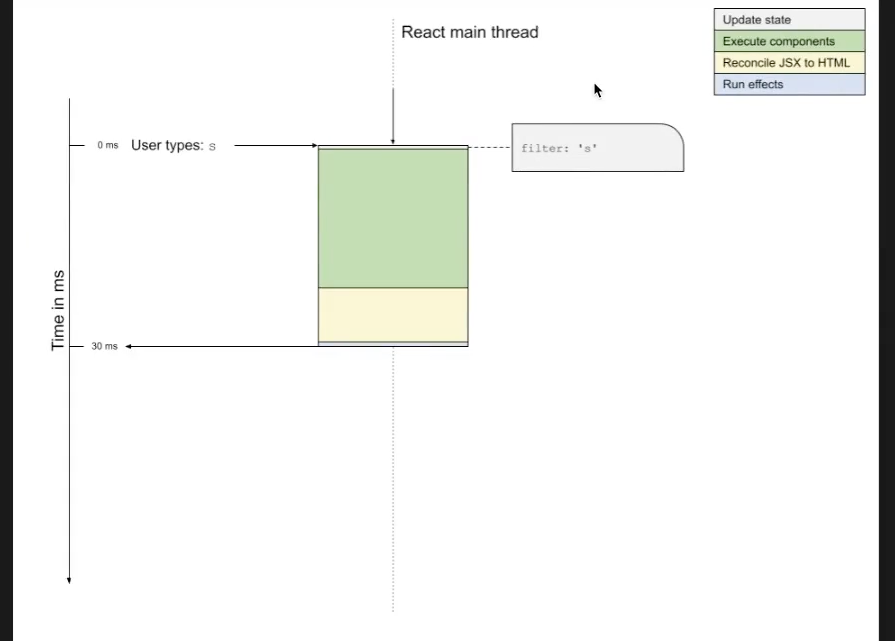 React main thread
Update state
Execute components
Reconcile JSX to HTML
Run effects
0 ms User types: s
filter: 's'
Time in ms
30 ms